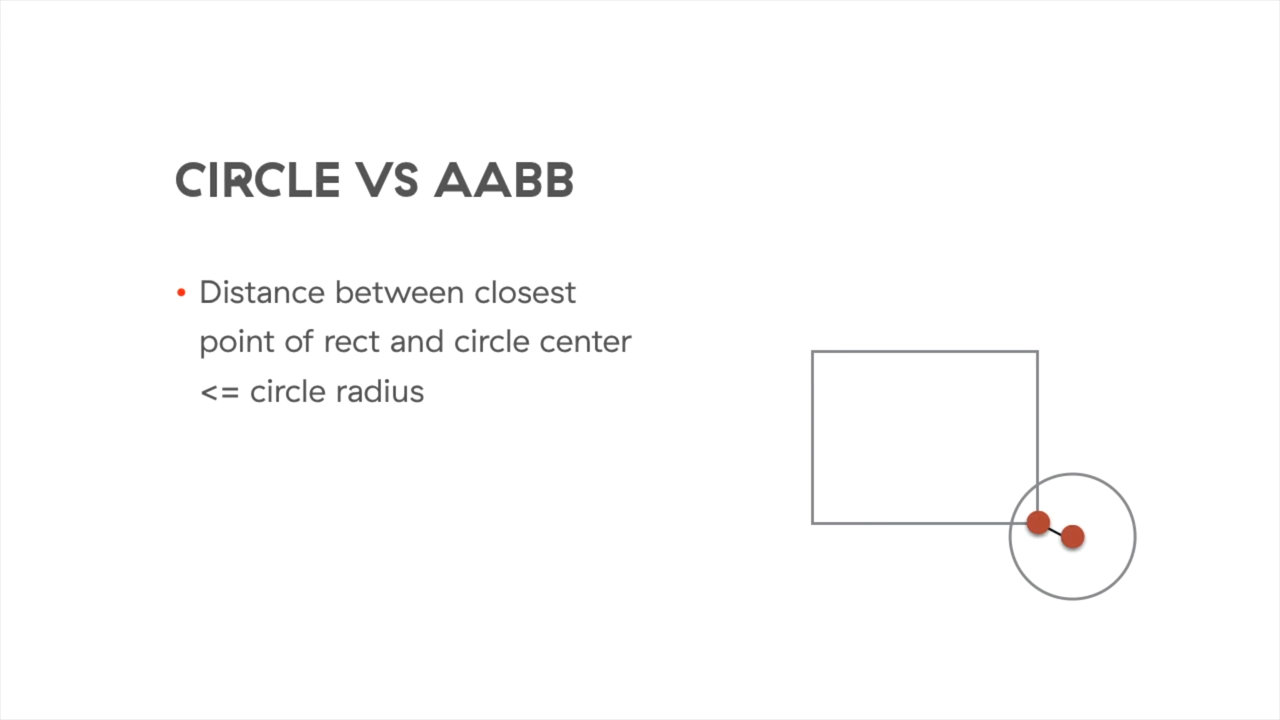 CIRCLE VS AABB
• Distance between closest
point of rect and circle center
<= circle radius